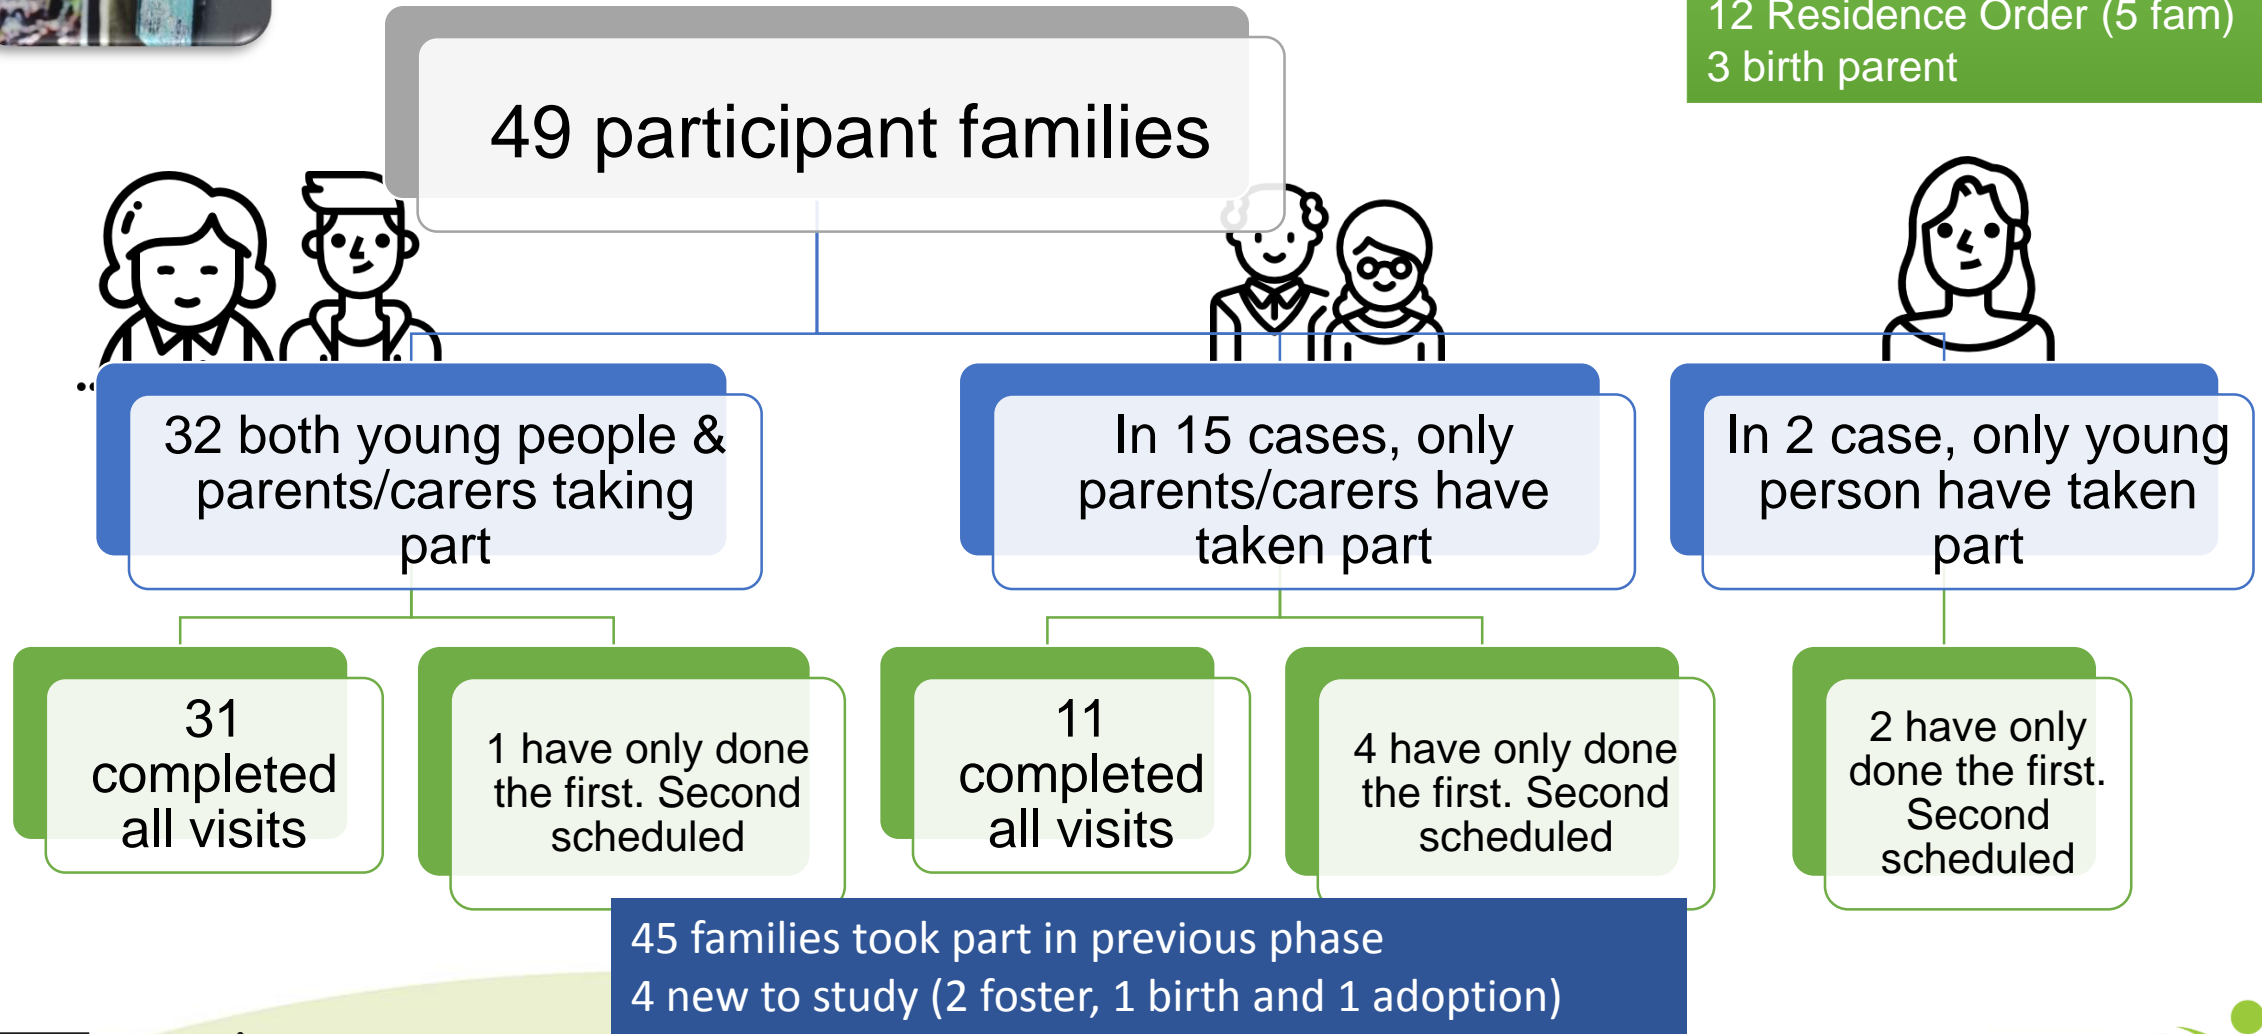 12 Residence Order (5 fam)
3 birth parent
49 participant families
32 both young people &
parents/carers taking
part
In 15 cases, only
parents/carers have
taken part
In 2 case, only young
person have taken
part
31
completed
all visits
1 have only done
the first. Second
scheduled
11
completed
all visits
4 have only done
the first. Second
scheduled
2 have only
done the first.
Second
scheduled
45 families took part in previous phase
4 new to study (2 foster, 1 birth and 1 adoption)